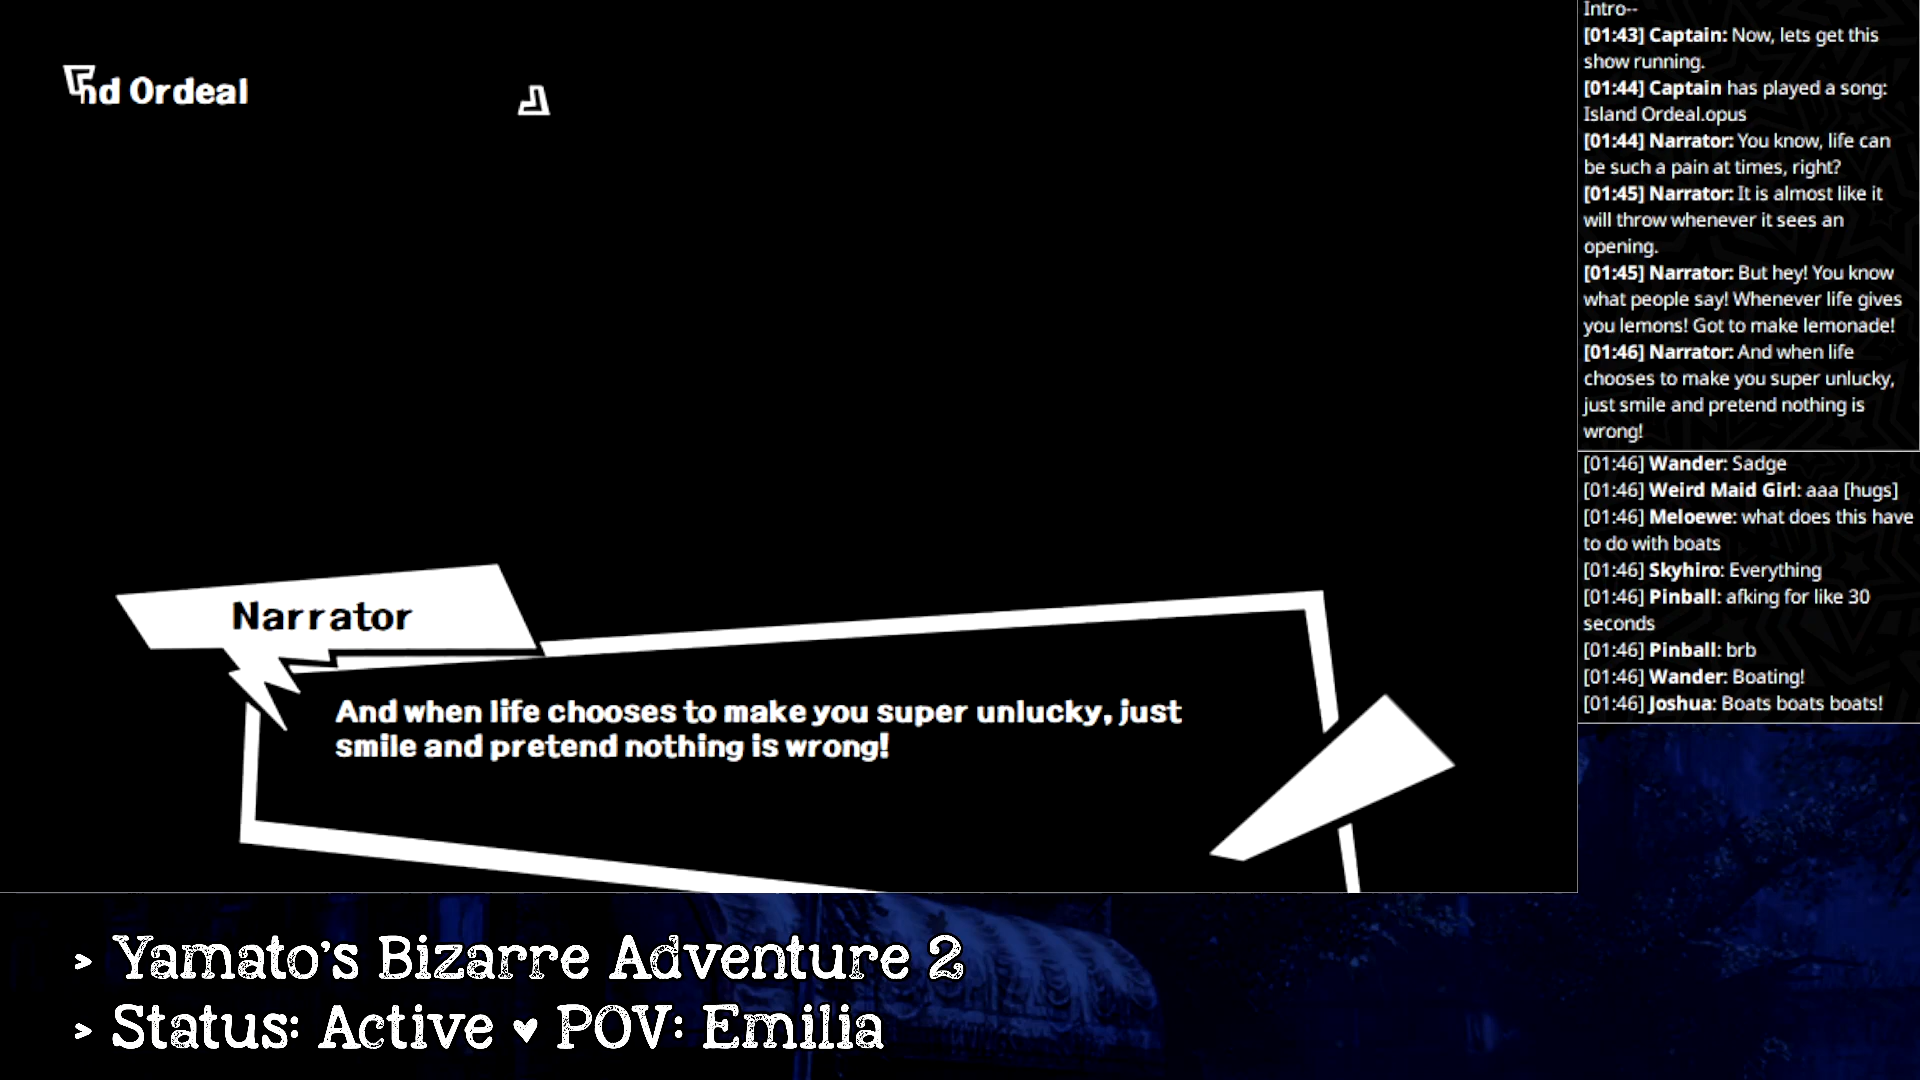 nd Ordeal
Narrator
And when life chooses to make you super unlucky, just
smile and pretend nothing is wrong!
Intro--
[01:43] Captain: Now, lets get this
show running.
[01:44] Captain has played a song:
Island Ordeal.opus
[01:44] Narrator: You know, life can
be such a pain at times, right?
[01:45] Narrator: It is almost like it
will throw whenever it sees an
opening.
[01:45] Narrator: But hey! You know
what people say! Whenever life gives
you lemons! Got to make lemonade!
[01:46] Narrator: And when life
chooses to make you super unlucky,
just smile and pretend nothing is
wrong!
[01:46] Wander: Sadge
[01:46] Weird Maid Girl: aaa [hugs]
[01:46] Meloewe: what does this have
to do with boats
[01:46] Skyhiro: Everything
[01:46] Pinball: afking for like 30
seconds
[01:46] Pinball: brb
[01:46] Wander: Boating!
[01:46] Joshua: Boats boats boats!
> Yamato's Bizarre Adventure 2
> Status: Active ♥ POV: Emilia